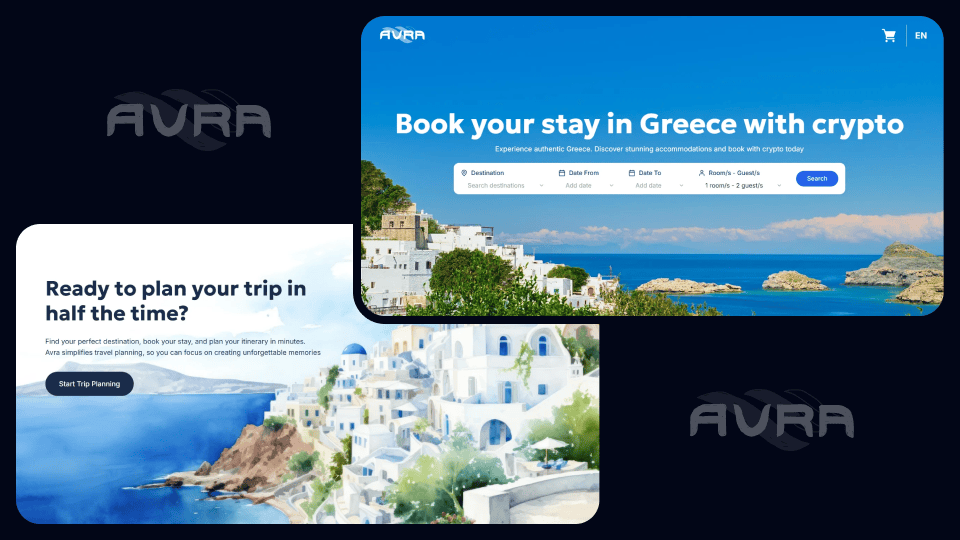 AVRA
AVRA
EN
Book your stay in Greece with crypto
Experience authentic Greece. Discover stunning accommodations and book with crypto today
Destination
Search destinations
Date From
Add date
Date To
Add date
Room/s - Guest/s
1 room/s - 2 guest/s
Search
Ready to plan your trip in
half the time?
Find your perfect destination, book your stay, and plan your itinerary in minutes.
Avra simplifies travel planning, so you can focus on creating unforgettable memories
Start Trip Planning
AVRA